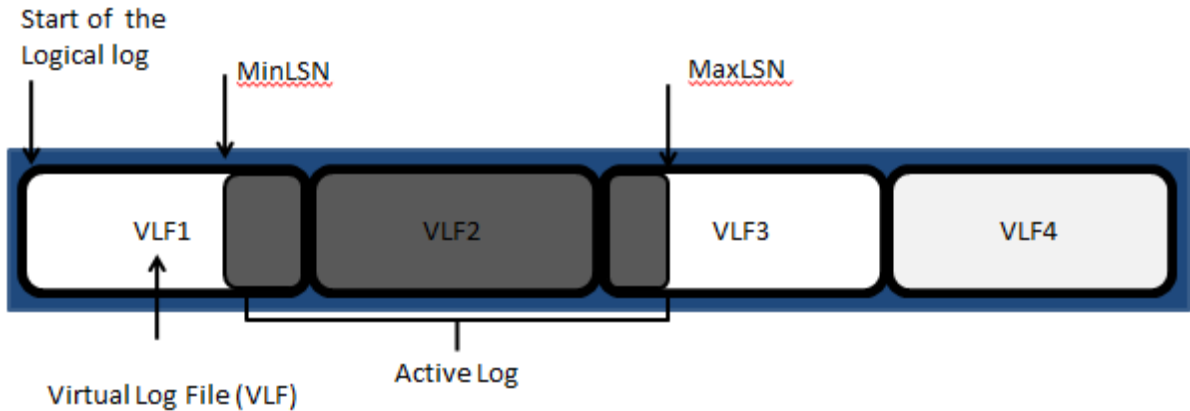 Start of the
Logical log
MinLSN
MaxLSN
VLF1
VLF2
VLF3
VLF4
Active Log
Virtual Log File (VLF)